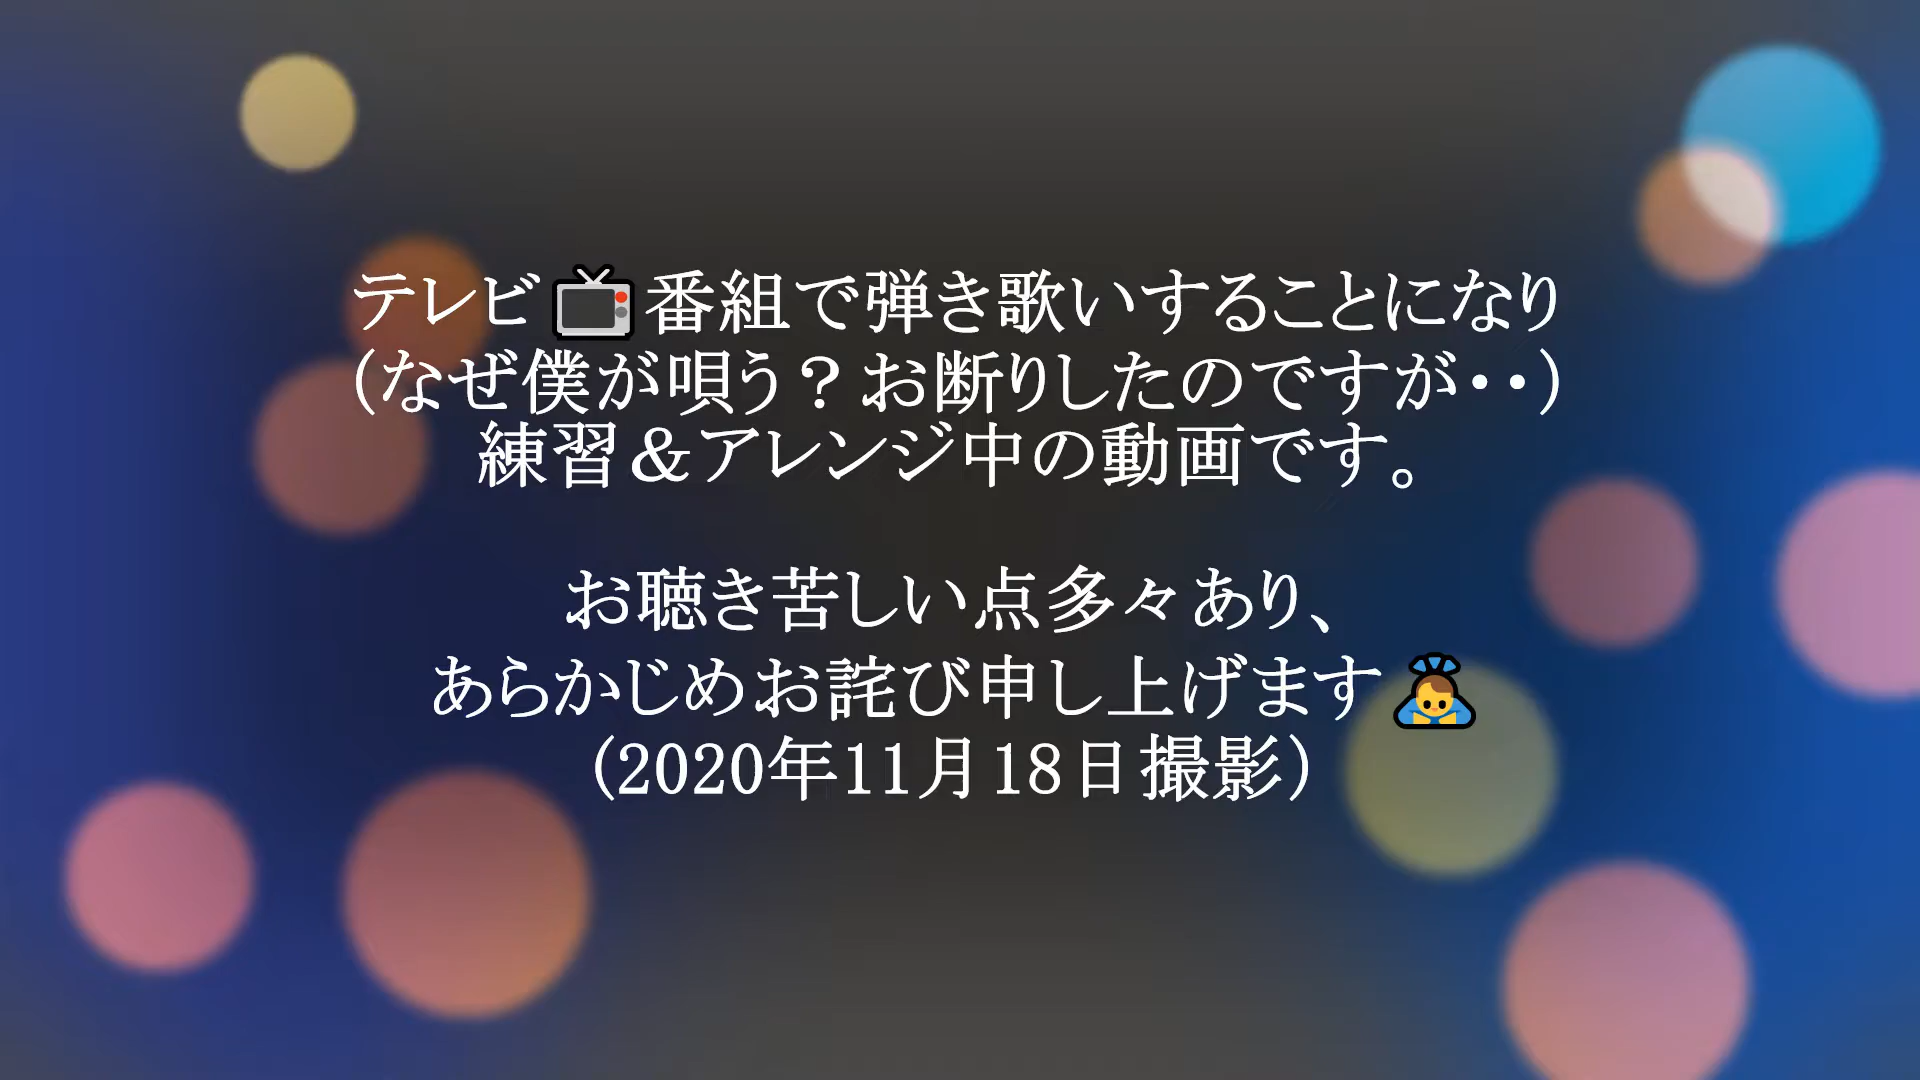 テレビ📺番組で弾き歌いすることになり
（なぜ僕が唄う？お断りしたのですが・・）
練習＆アレンジ中の動画です。
お聴き苦しい点多々あり、
あらかじめお詫び申し上げます🙇‍♂️
（2020年11月18日撮影）